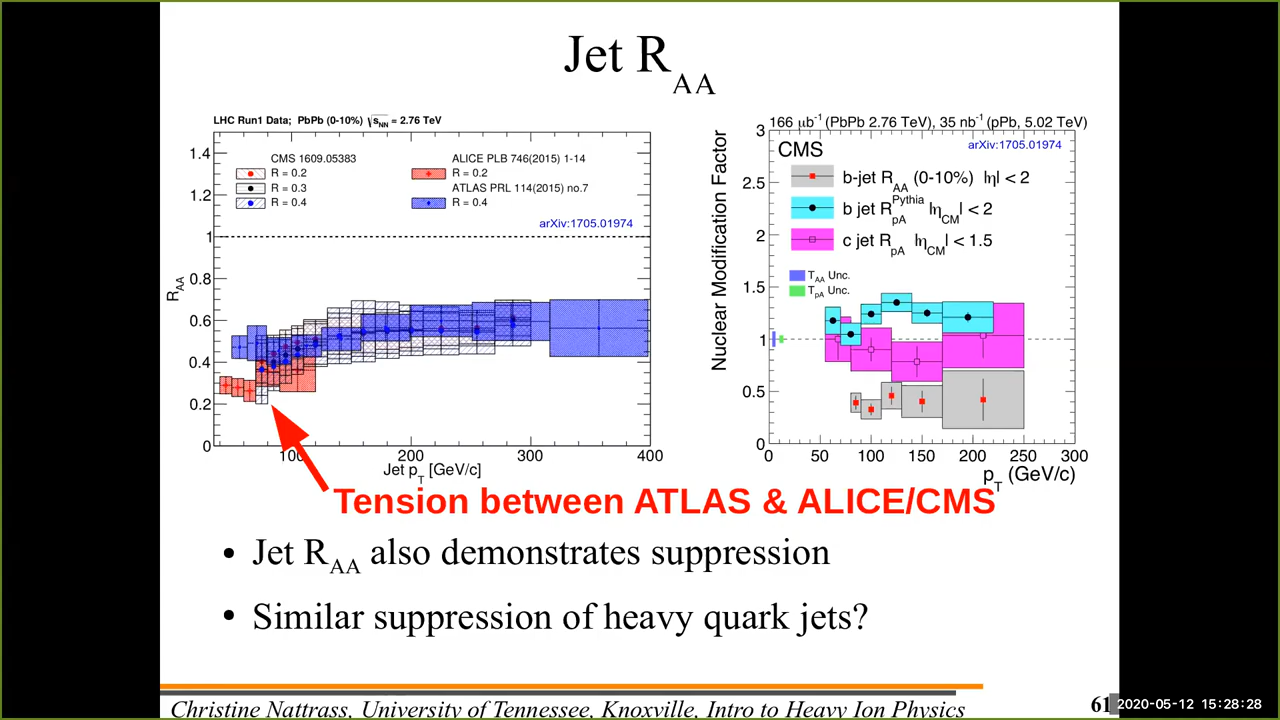 Jet R_AA
LHC Run1 Data; PbPb (0-10%) √s_NN = 2.76 TeV
CMS 1609.05383
R = 0.2
R = 0.3
R = 0.4
ALICE PLB 746(2015) 1-14
R = 0.2
ATLAS PRL 114(2015) no.7
R = 0.4
arXiv:1705.01974
R_AA
1.4
1.2
1
0.8
0.6
0.4
0.2
0
100 200 300 400
Jet p_T [GeV/c]
166 μb⁻¹ (PbPb 2.76 TeV), 35 nb⁻¹ (pPb, 5.02 TeV)
CMS
arXiv:1705.01974
b-jet R_AA (0-10%) |η| < 2
b jet R_pA^Pythia |η_CM| < 2
c jet R_pA |η_CM| < 1.5
T_AA Unc.
T_pA Unc.
Nuclear Modification Factor
3
2.5
2
1.5
1
0.5
0
0 50 100 150 200 250 300
p_T (GeV/c)
Tension between ATLAS & ALICE/CMS
• Jet R_AA also demonstrates suppression
• Similar suppression of heavy quark jets?
Christine Nattrass, University of Tennessee, Knoxville, Intro to Heavy Ion Physics
61
2020-05-12 15:28:28